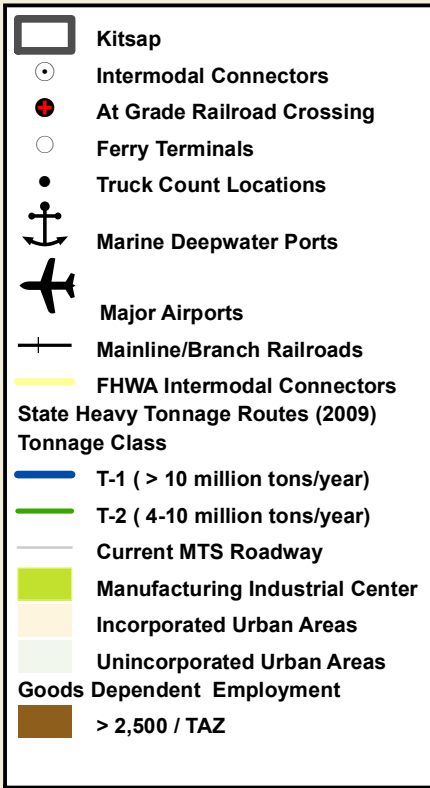 Kitsap
Intermodal Connectors
At Grade Railroad Crossing
Ferry Terminals
Truck Count Locations
Marine Deepwater Ports
Major Airports
Mainline/Branch Railroads
FHWA Intermodal Connectors
State Heavy Tonnage Routes (2009)
Tonnage Class
T-1 ( > 10 million tons/year)
T-2 ( 4-10 million tons/year)
Current MTS Roadway
Manufacturing Industrial Center
Incorporated Urban Areas
Unincorporated Urban Areas
Goods Dependent Employment
> 2,500 / TAZ